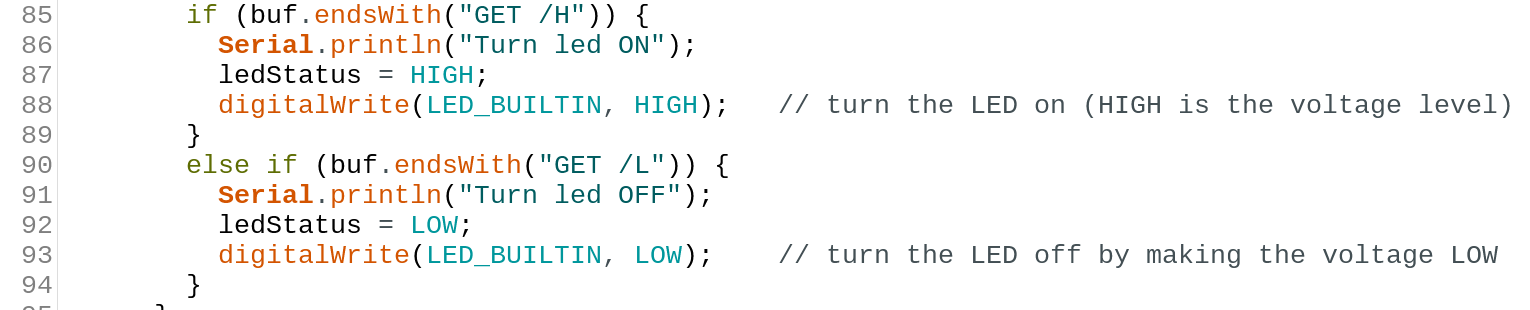 85 if (buf.endsWith("GET /H")) {
86 Serial.println("Turn led ON");
87 ledStatus = HIGH;
88 digitalWrite(LED_BUILTIN, HIGH); // turn the LED on (HIGH is the voltage level)
89 }
90 else if (buf.endsWith("GET /L")) {
91 Serial.println("Turn led OFF");
92 ledStatus = LOW;
93 digitalWrite(LED_BUILTIN, LOW); // turn the LED off by making the voltage LOW
94 }